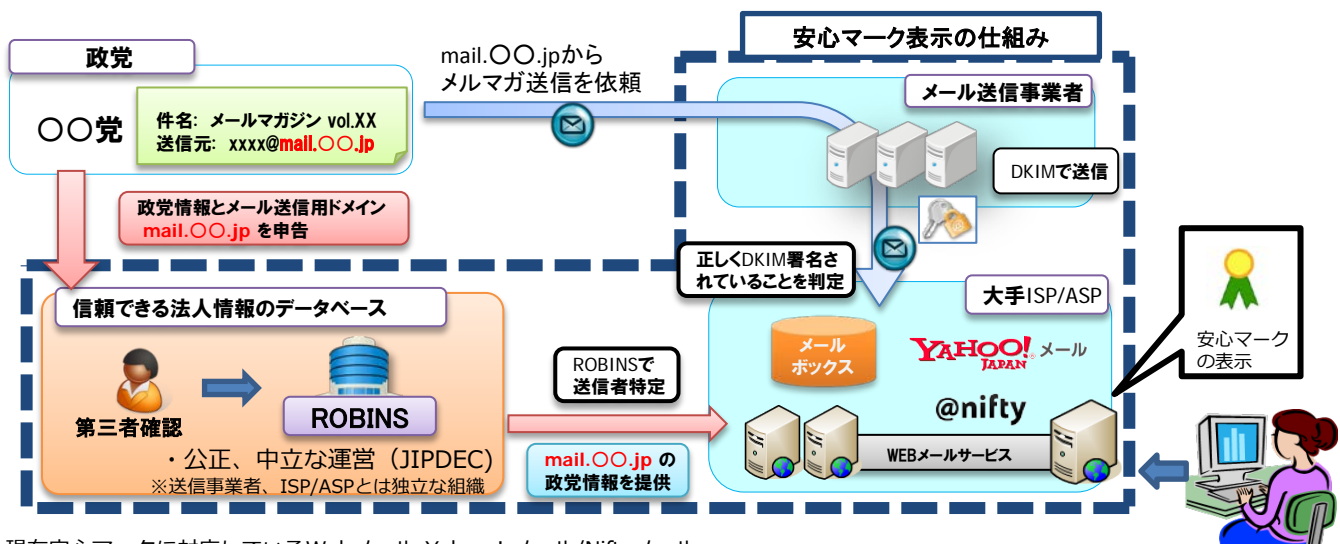 安心マーク表示の仕組み
政党
〇〇党
件名: メールマガジン vol.XX
送信元: xxxx@mail.〇〇.jp
mail.〇〇.jpから
メルマガ送信を依頼
メール送信事業者
DKIMで送信
政党情報とメール送信用ドメイン
mail.〇〇.jp を申告
正しくDKIM署名さ
れていることを判定
大手ISP/ASP
メール
ボックス
YAHOO! メール
JAPAN
@nifty
WEBメールサービス
安心マーク
の表示
信頼できる法人情報のデータベース
第三者確認
ROBINS
・公正、中立な運営（JIPDEC)
※送信事業者、ISP/ASPとは独立な組織
ROBINSで
送信者特定
mail.〇〇.jp の
政党情報を提供